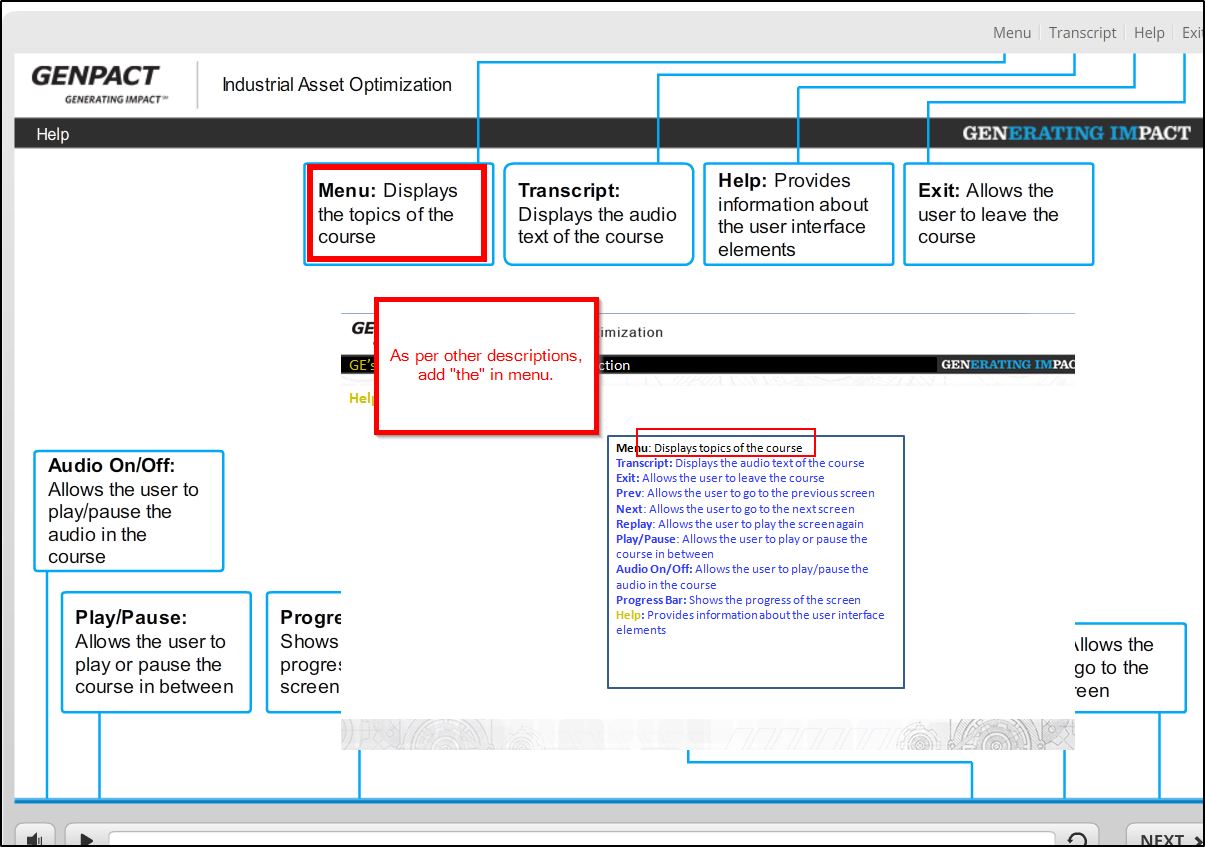 Menu Transcript Help Exit
GENPACT
GENERATING IMPACT℠
Industrial Asset Optimization
Help
GENERATING IMPACT
Menu: Displays
the topics of the
course
Transcript:
Displays the audio
text of the course
Help: Provides
information about
the user interface
elements
Exit: Allows the
user to leave the
course
GE
imization
As per other descriptions,
add "the" in menu.
GE's
ction
GENERATING IMPAC
Help
Menu: Displays topics of the course
Transcript: Displays the audio text of the course
Exit: Allows the user to leave the course
Prev: Allows the user to go to the previous screen
Next: Allows the user to go to the next screen
Replay: Allows the user to play the screen again
Play/Pause: Allows the user to play or pause the
course in between
Audio On/Off: Allows the user to play/pause the
audio in the course
Progress Bar: Shows the progress of the screen
Help: Provides information about the user interface
elements
Audio On/Off:
Allows the user to
play/pause the
audio in the
course
Play/Pause:
Allows the user to
play or pause the
course in between
Progre
Shows
progres
screen
Allows the
go to the
reen
NEXT